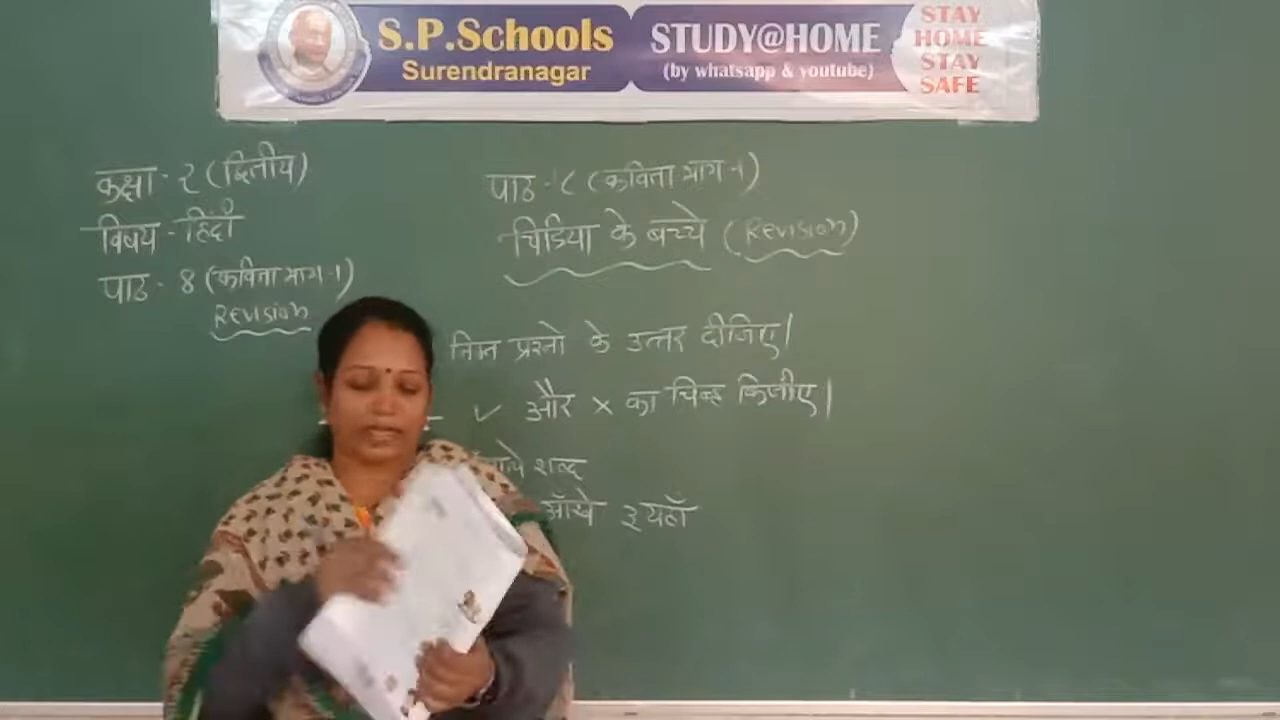 S.P.Schools
Surendranagar
STUDY@HOME
(by whatsapp & youtube)
STAY
HOME
STAY
SAFE
कक्षा - २ (द्वितीय)
विषय - हिंदी
पाठ - 8 (कविता भाग -1)
Revision
पाठ - ८ (कविता भाग -१)
चिडिया के बच्चे (Revision)
निम्न प्रश्नो के उत्तर दीजिए।
✓ और × का चिन्ह किजीए।
शब्द
३ यहाँ